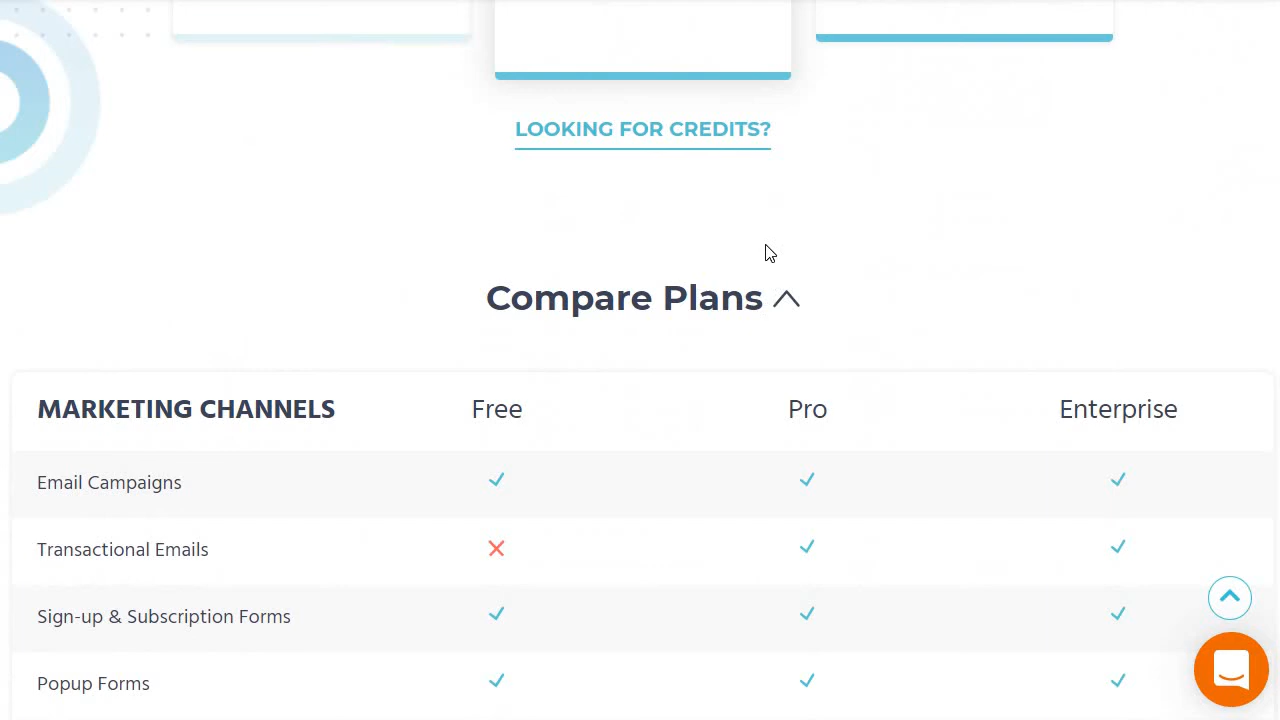 LOOKING FOR CREDITS?
Compare Plans
MARKETING CHANNELS Free Pro Enterprise
Email Campaigns
Transactional Emails
Sign-up & Subscription Forms
Popup Forms